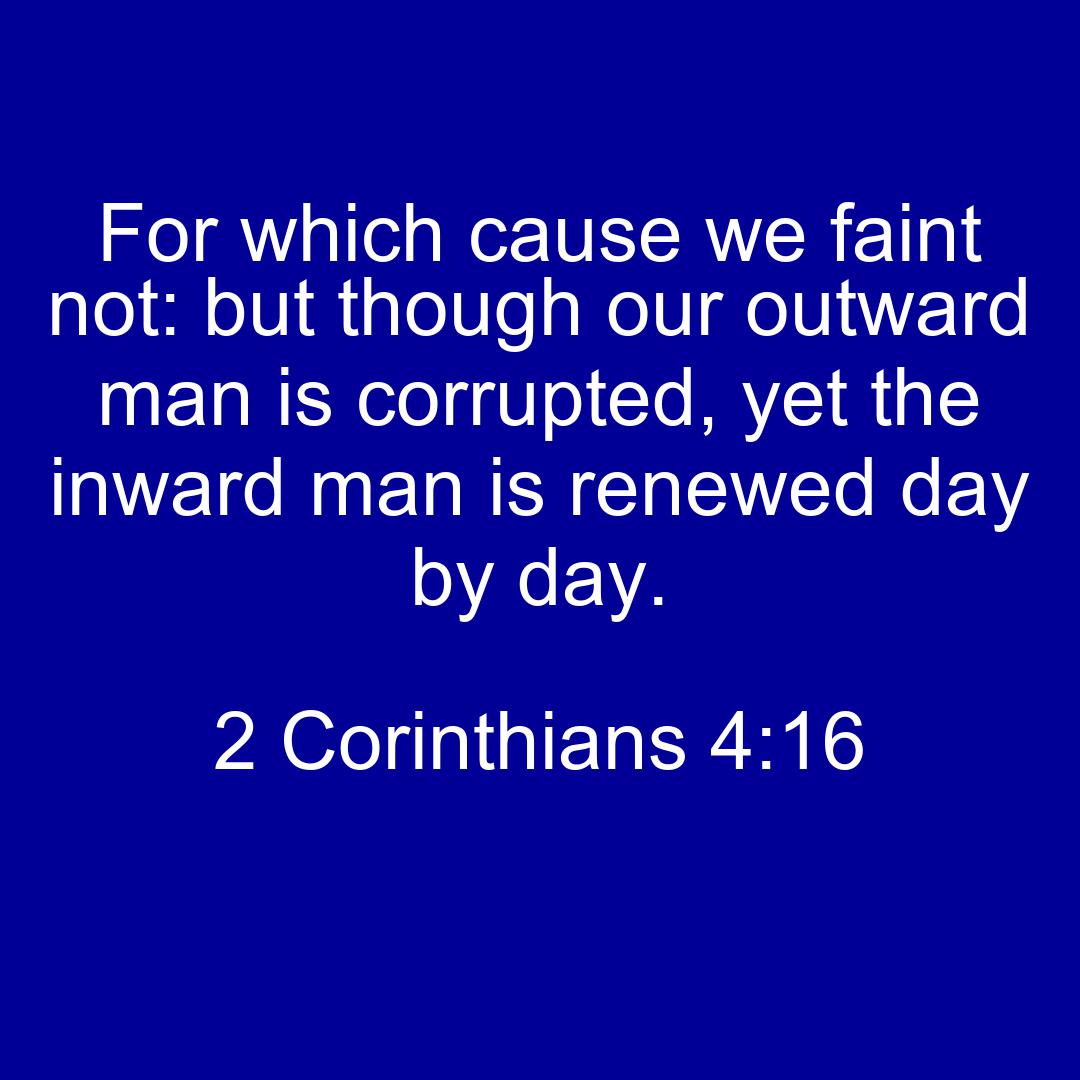 For which cause we faint
not: but though our outward
man is corrupted, yet the
inward man is renewed day
by day.
2 Corinthians 4:16